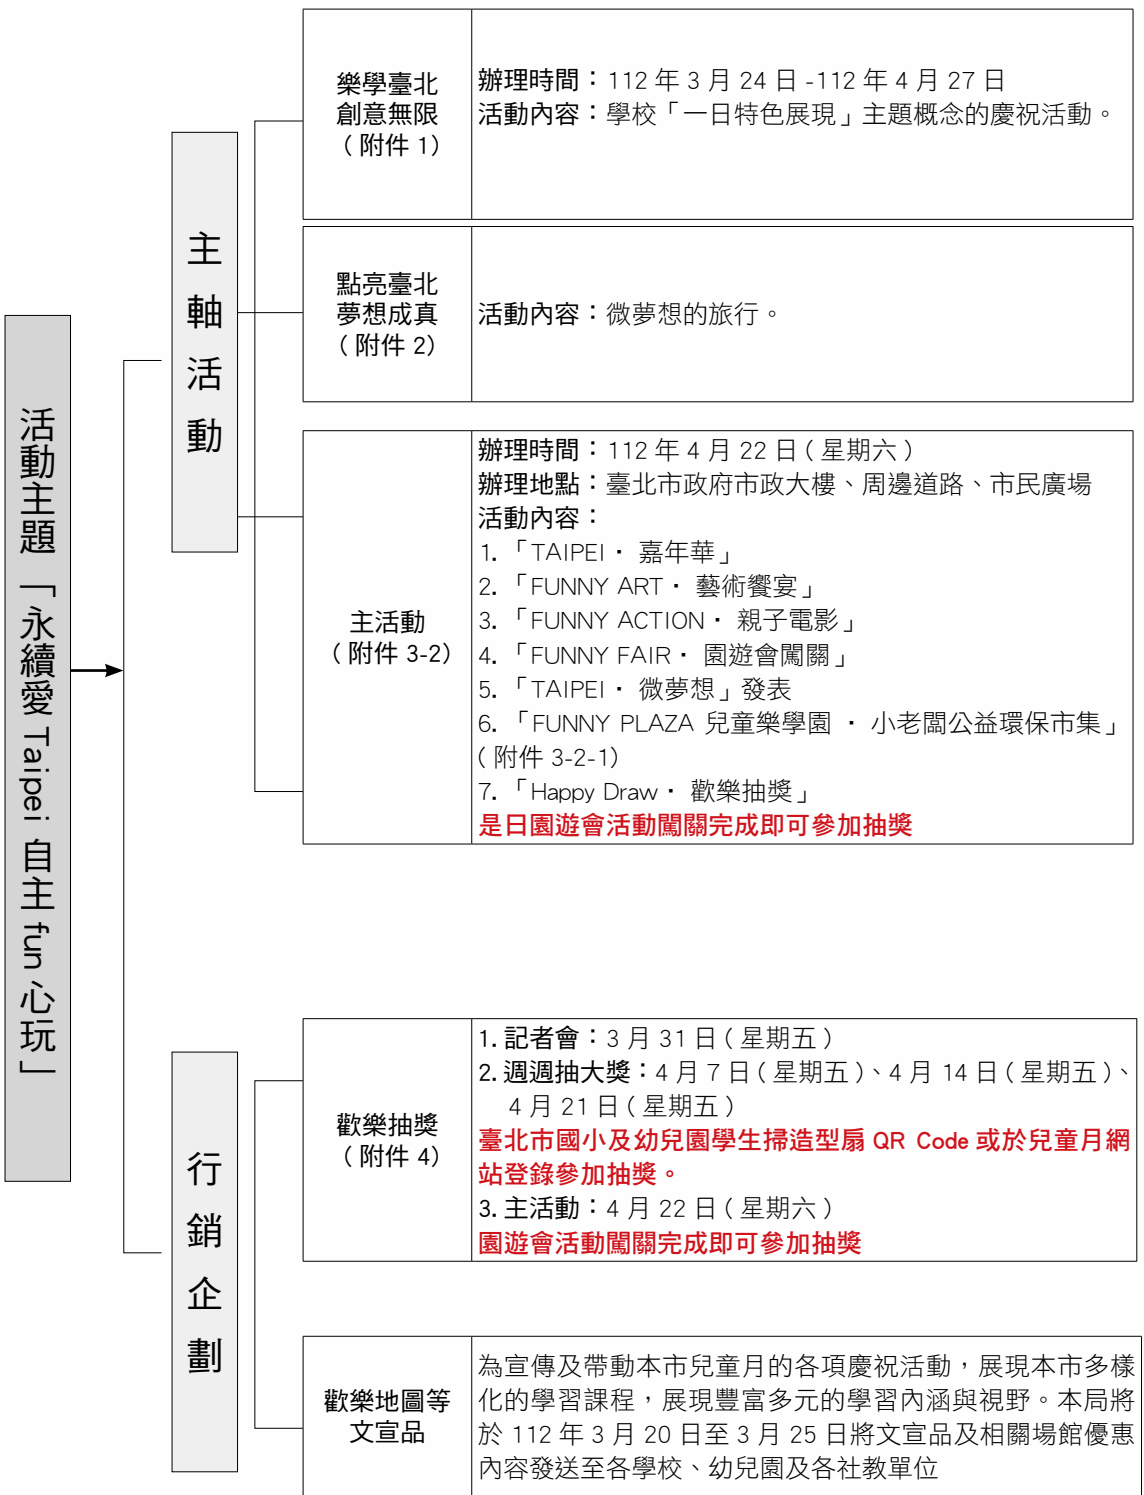 活動主題「永續愛 Taipei 自主 fun 心玩」
主軸活動
樂學臺北
創意無限
(附件 1)
辦理時間：112 年 3 月 24 日 -112 年 4 月 27 日
活動內容：學校「一日特色展現」主題概念的慶祝活動。
點亮臺北
夢想成真
(附件 2)
活動內容：微夢想的旅行。
主活動
(附件 3-2)
辦理時間：112 年 4 月 22 日(星期六)
辦理地點：臺北市政府市政大樓、周邊道路、市民廣場
活動內容：
1.「TAIPEI・ 嘉年華」
2.「FUNNY ART・ 藝術饗宴」
3.「FUNNY ACTION・ 親子電影」
4.「FUNNY FAIR・ 園遊會闖關」
5.「TAIPEI・ 微夢想」發表
6.「FUNNY PLAZA 兒童樂學園 ・ 小老闆公益環保市集」
(附件 3-2-1)
7.「Happy Draw・ 歡樂抽獎」
是日園遊會活動闖關完成即可參加抽獎
行銷企劃
歡樂抽獎
(附件 4)
1.記者會：3 月 31 日(星期五)
2.週週抽大獎：4 月 7 日(星期五)、4 月 14 日(星期五)、
4 月 21 日(星期五)
臺北市國小及幼兒園學生掃造型扇 QR Code 或於兒童月網
站登錄參加抽獎。
3.主活動：4 月 22 日(星期六)
園遊會活動闖關完成即可參加抽獎
歡樂地圖等
文宣品
為宣傳及帶動本市兒童月的各項慶祝活動，展現本市多樣
化的學習課程，展現豐富多元的學習內涵與視野。本局將
於 112 年 3 月 20 日至 3 月 25 日將文宣品及相關場館優惠
內容發送至各學校、幼兒園及各社教單位